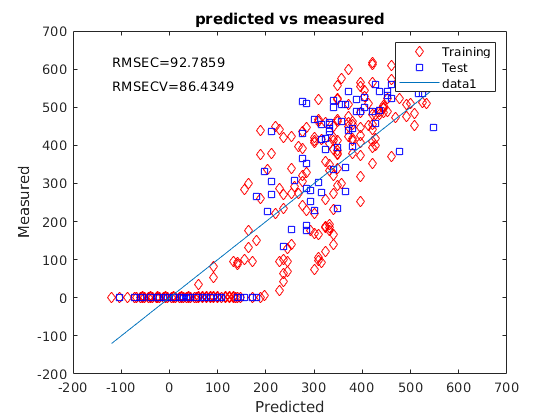 predicted vs measured
RMSEC=92.7859
RMSECV=86.4349
Training
Test
data1
Measured
700
600
500
400
300
200
100
0
-100
-200
-200 -100 0 100 200 300 400 500 600 700
Predicted